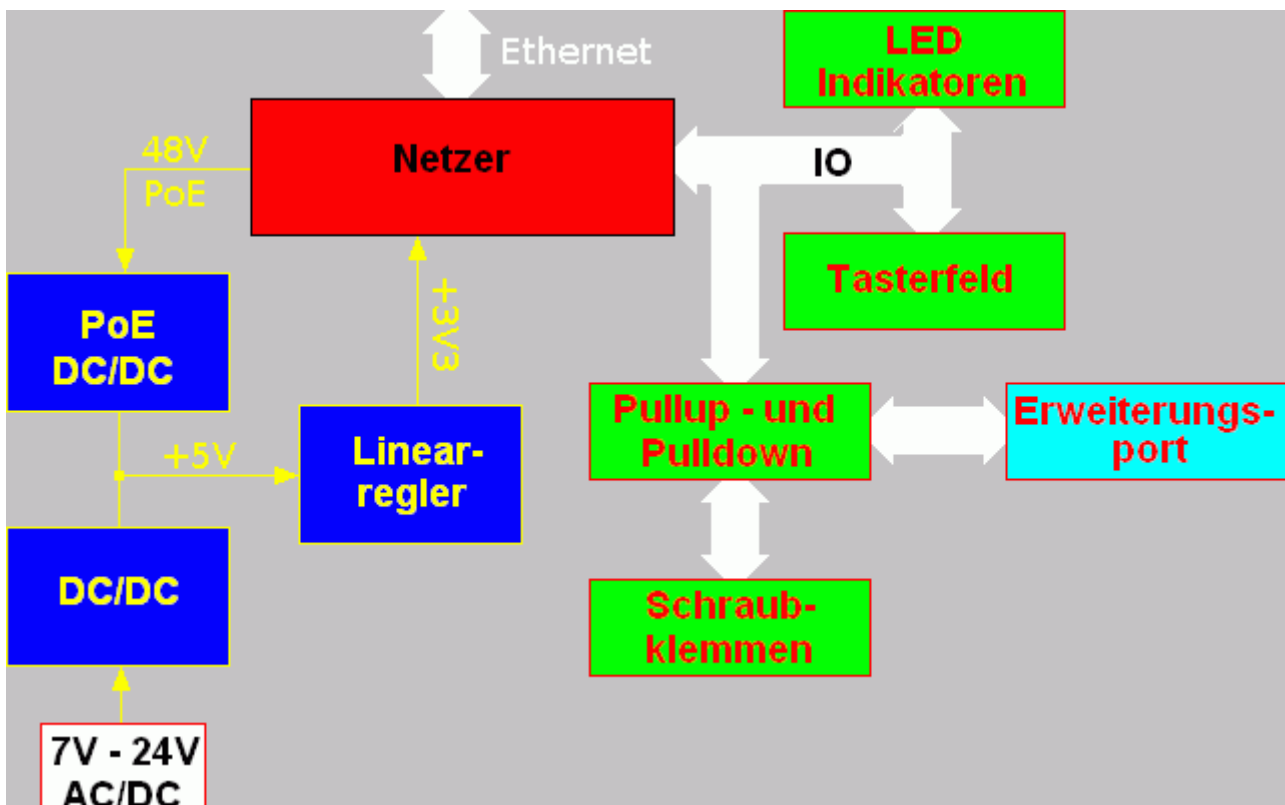 Ethernet
LED
Indikatoren
48V
PoE
Netzer
IO
Tasterfeld
+3V3
PoE
DC/DC
Pullup - und
Pulldown
Erweiterungs-
port
+5V
Linear-
regler
DC/DC
Schraub-
klemmen
7V - 24V
AC/DC